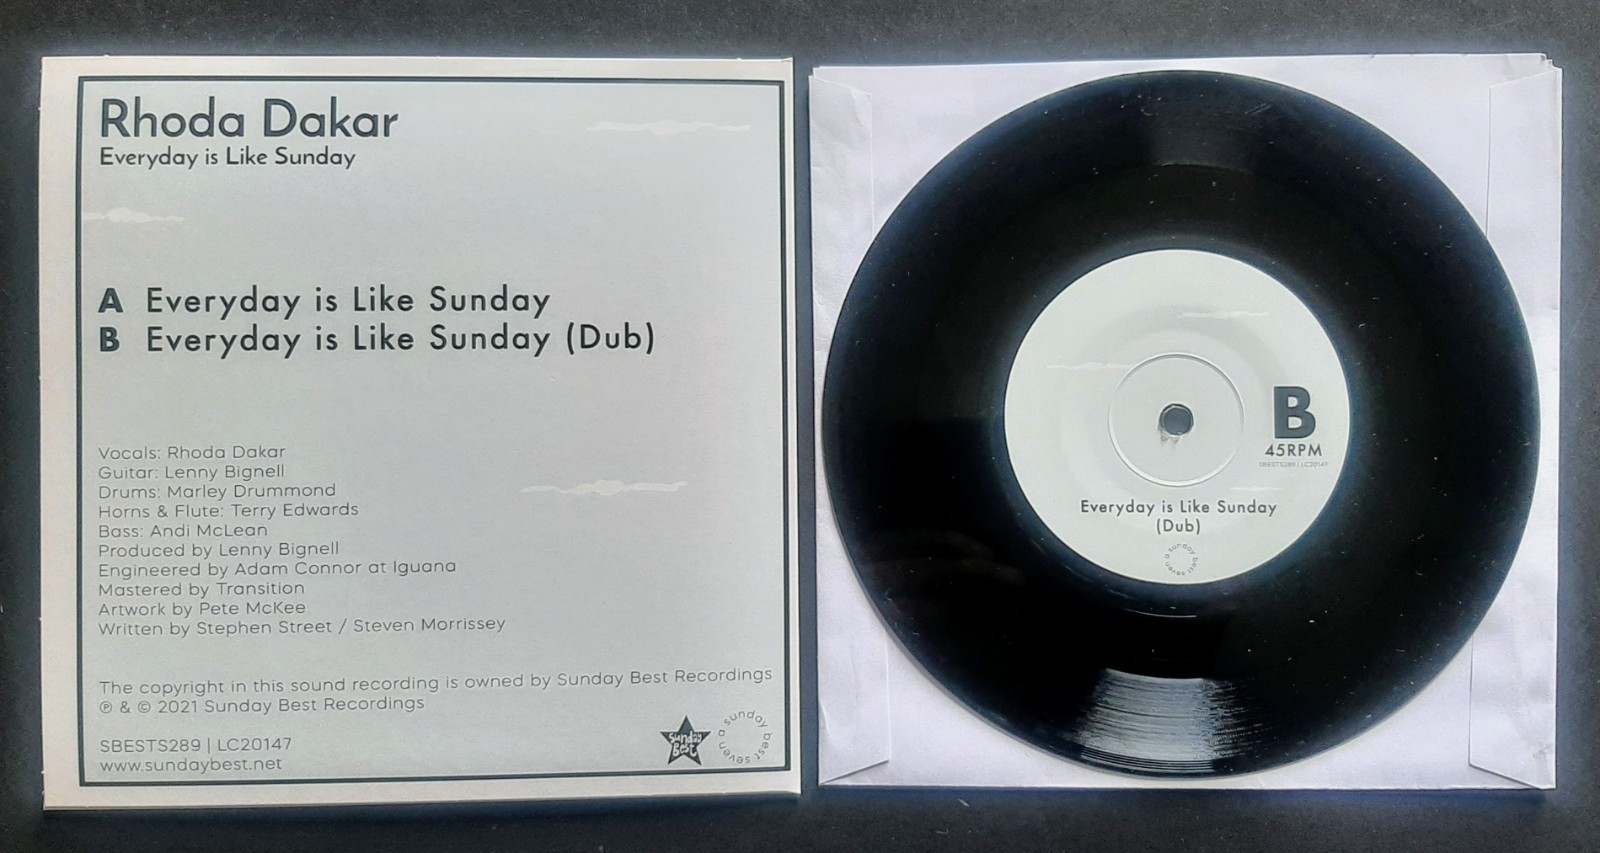 Rhoda Dakar
Everyday is Like Sunday
A Everyday is Like Sunday
B Everyday is Like Sunday (Dub)
Vocals: Rhoda Dakar
Guitar: Lenny Bignell
Drums: Marley Drummond
Horns & Flute: Terry Edwards
Bass: Andi McLean
Produced by Lenny Bignell
Engineered by Adam Connor at Iguana
Mastered by Transition
Artwork by Pete McKee
Written by Stephen Street / Steven Morrissey
The copyright in this sound recording is owned by Sunday Best Recordings
℗ & © 2021 Sunday Best Recordings
SBESTS289 | LC20147
www.sundaybest.net
Sunday
Best
a sunday best seven
B
45RPM
SBESTS289 | LC20147
Everyday is Like Sunday
(Dub)
a sunday best seven